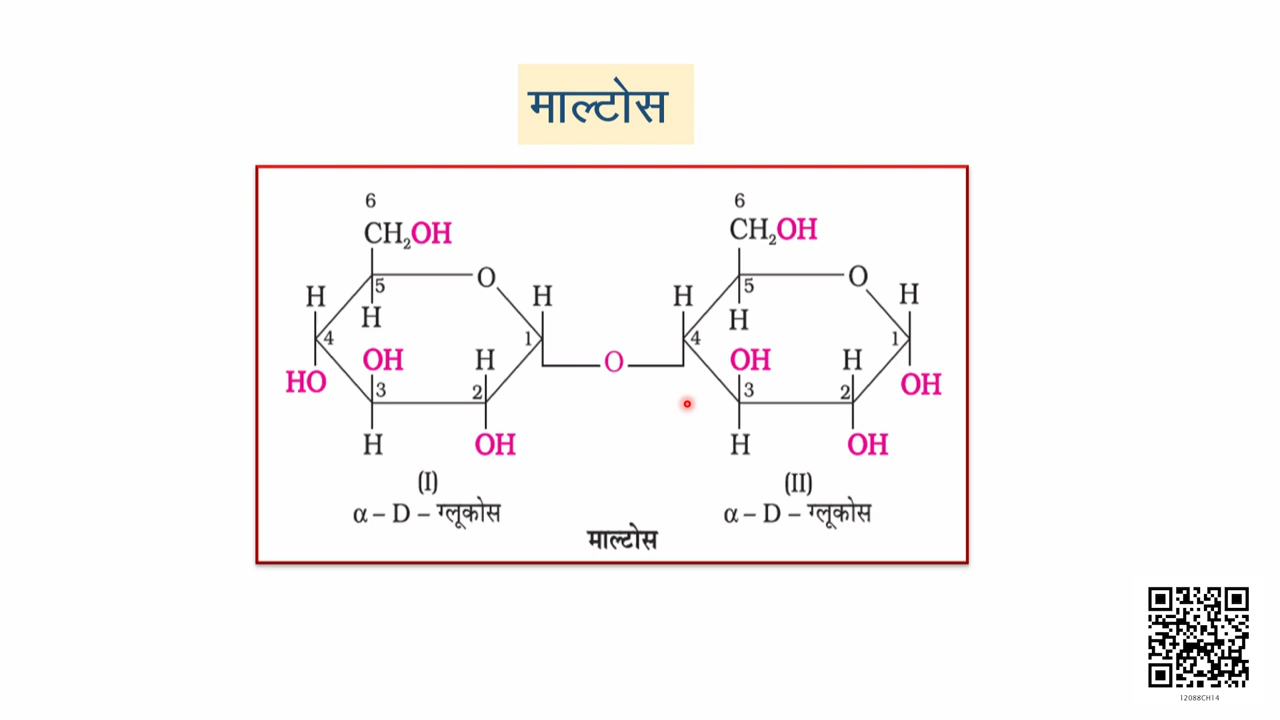 माल्टोस
6 6
CH₂OH CH₂OH
O O
5 5
H H H H
H H
4 1 4 1
OH H O OH H
HO OH
3 2 3 2
H OH H OH
(I) (II)
α – D – ग्लूकोस α – D – ग्लूकोस
माल्टोस
12088CH14